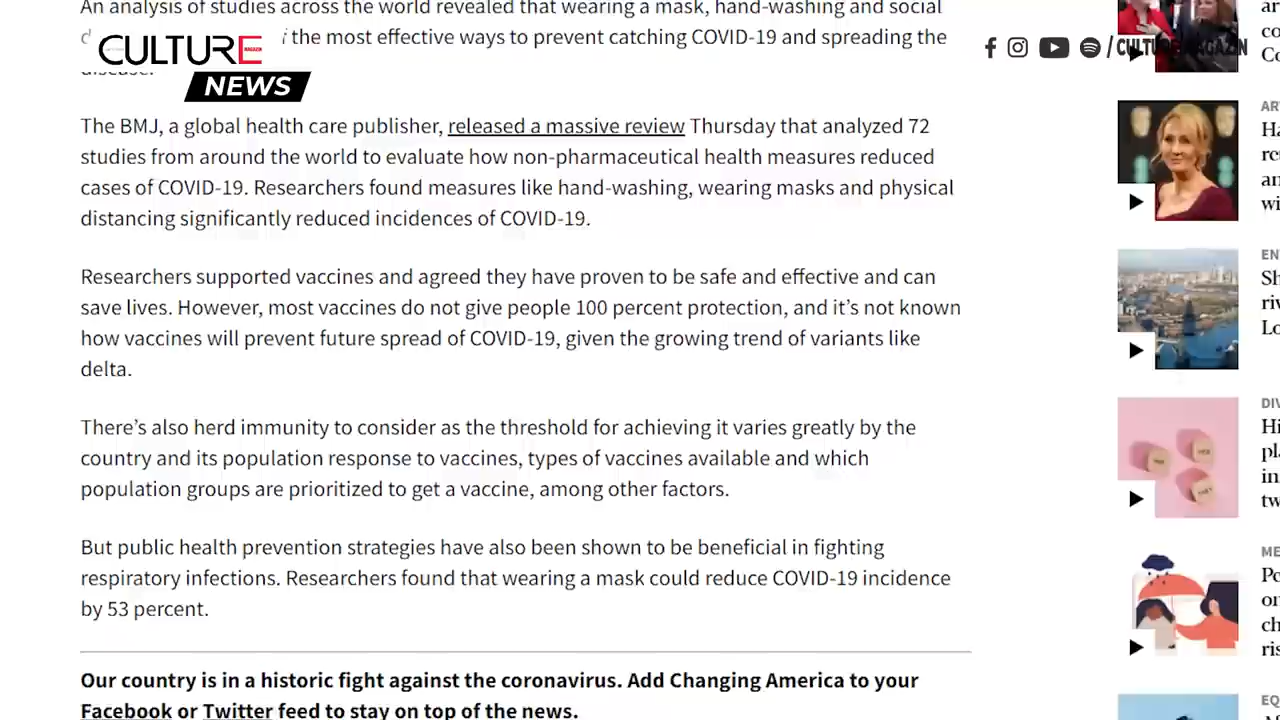 An analysis of studies across the world revealed that wearing a mask, hand-washing and social
the most effective ways to prevent catching COVID-19 and spreading the
disease.
CULTURE
NEWS
The BMJ, a global health care publisher, released a massive review Thursday that analyzed 72
studies from around the world to evaluate how non-pharmaceutical health measures reduced
cases of COVID-19. Researchers found measures like hand-washing, wearing masks and physical
distancing significantly reduced incidences of COVID-19.
Researchers supported vaccines and agreed they have proven to be safe and effective and can
save lives. However, most vaccines do not give people 100 percent protection, and it’s not known
how vaccines will prevent future spread of COVID-19, given the growing trend of variants like
delta.
There’s also herd immunity to consider as the threshold for achieving it varies greatly by the
country and its population response to vaccines, types of vaccines available and which
population groups are prioritized to get a vaccine, among other factors.
But public health prevention strategies have also been shown to be beneficial in fighting
respiratory infections. Researchers found that wearing a mask could reduce COVID-19 incidence
by 53 percent.
Our country is in a historic fight against the coronavirus. Add Changing America to your
Facebook or Twitter feed to stay on top of the news.